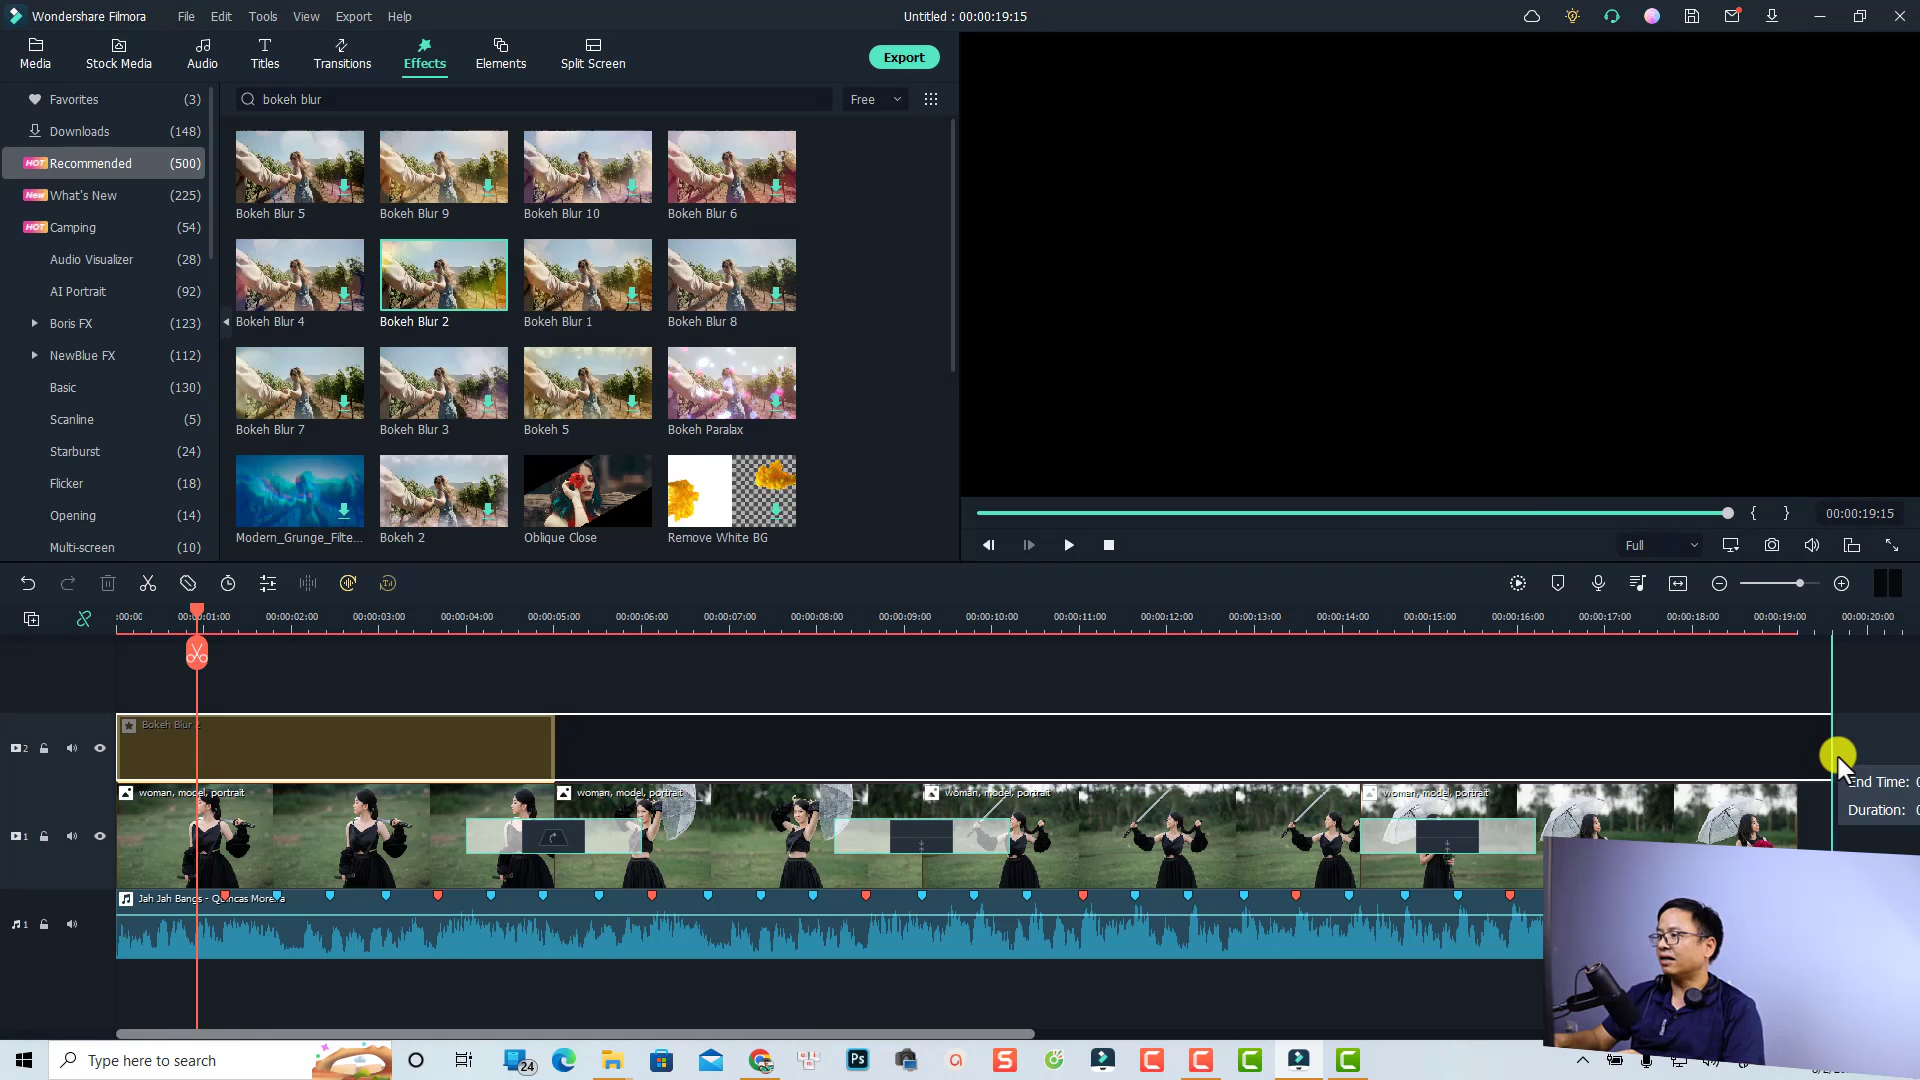 Wondershare Filmora
File Edit Tools View Export Help
Untitled : 00:00:19:15
Media Stock Media Audio Titles Transitions Effects Elements Split Screen
Export
Favorites (3)
Downloads (148)
HOT Recommended (500)
New What's New (225)
HOT Camping (54)
Audio Visualizer (28)
AI Portrait (92)
Boris FX (123)
NewBlue FX (112)
Basic (130)
Scanline (5)
Starburst (24)
Flicker (18)
Opening (14)
Multi-screen (10)
bokeh blur
Free
Bokeh Blur 5 Bokeh Blur 9 Bokeh Blur 10 Bokeh Blur 6
Bokeh Blur 4 Bokeh Blur 2 Bokeh Blur 1 Bokeh Blur 8
Bokeh Blur 7 Bokeh Blur 3 Bokeh 5 Bokeh Paralax
Modern_Grunge_Filte... Bokeh 2 Oblique Close Remove White BG
{ } 00:00:19:15
Full
:00:00 00:00:01:00 00:00:02:00 00:00:03:00 00:00:04:00 00:00:05:00 00:00:06:00 00:00:07:00 00:00:08:00 00:00:09:00 00:00:10:00 00:00:11:00 00:00:12:00 00:00:13:00 00:00:14:00 00:00:15:00 00:00:16:00 00:00:17:00 00:00:18:00 00:00:19:00 00:00:20:00
Bokeh Blur 2
2
End Time: 0
Duration: 0
woman, model, portrait woman, model, portrait woman, model, portrait woman, model, portrait
1
Jah Jah Bangs - Quincas Moreira
1
Type here to search
24
Ps